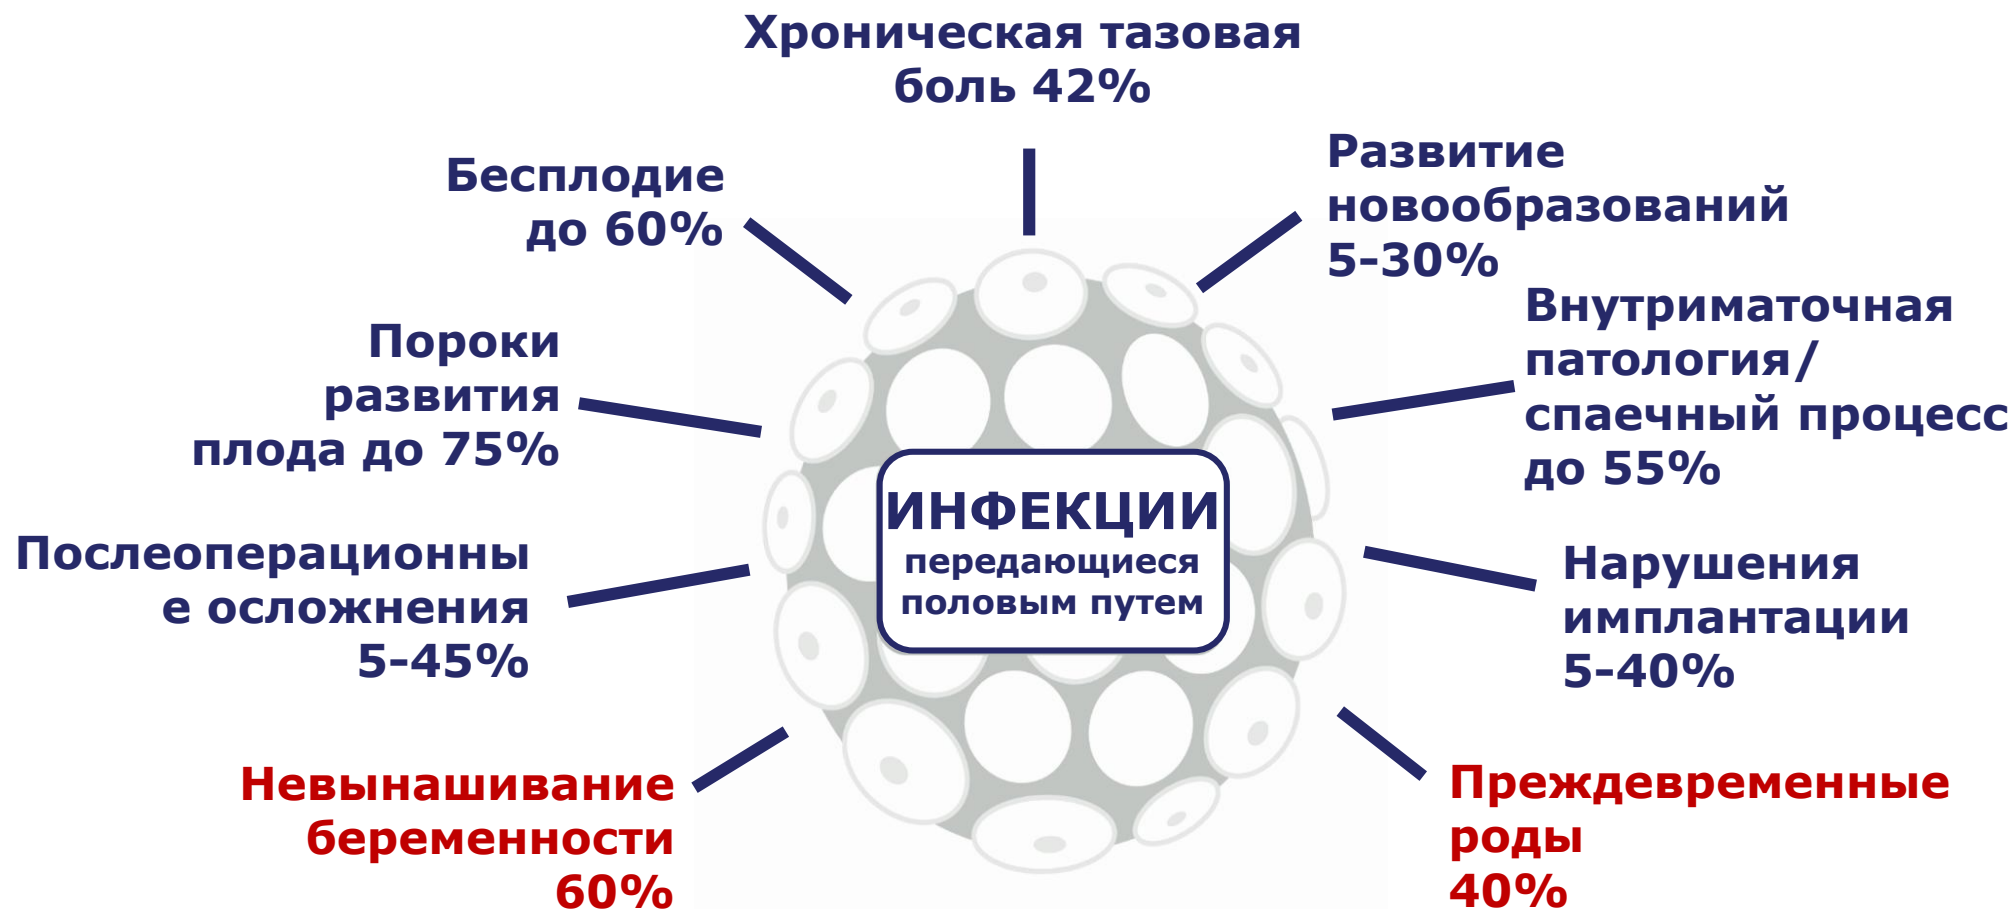 Хроническая тазовая
боль 42%
Бесплодие
до 60%
Развитие
новообразований
5-30%
Пороки
развития
плода до 75%
Внутриматочная
патология/
спаечный процесс
до 55%
ИНФЕКЦИИ
передающиеся
половым путем
Послеоперационны
е осложнения
5-45%
Нарушения
имплантации
5-40%
Невынашивание
беременности
60%
Преждевременные
роды
40%